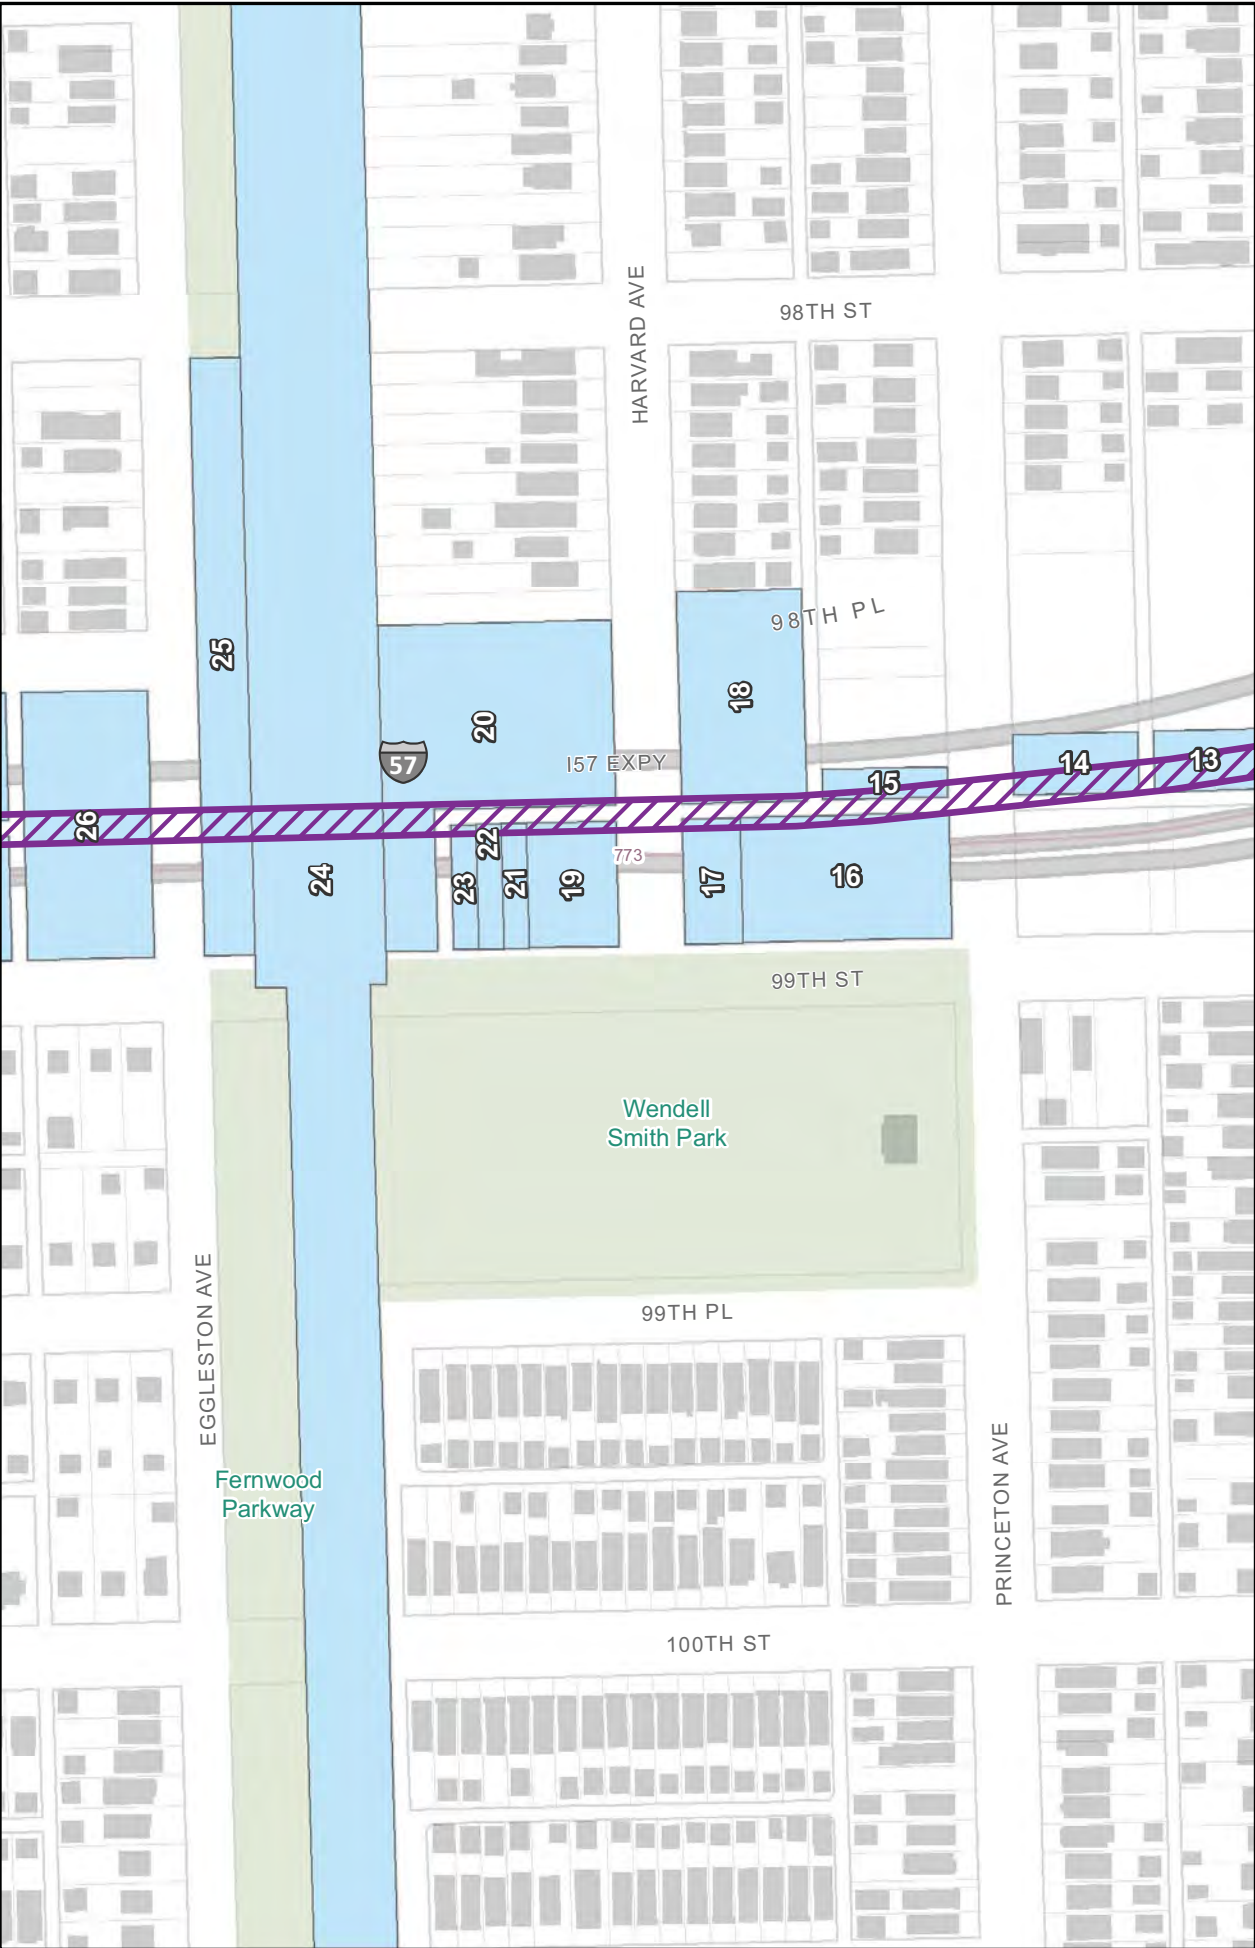 HARVARD AVE
98TH ST
98TH PL
25
18
20
57
I57 EXPY
14
13
15
26
22
773
24
23
21
19
17
16
99TH ST
Wendell
Smith Park
EGGLESTON AVE
99TH PL
Fernwood
Parkway
PRINCETON AVE
100TH ST